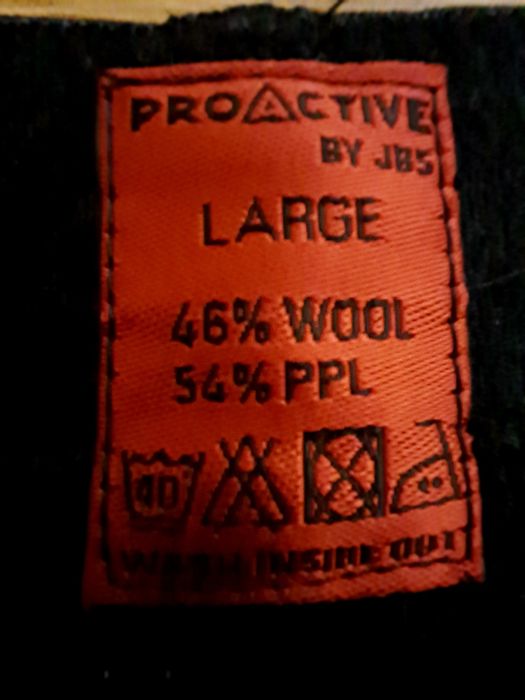 PROACTIVE
BY JBS
LARGE
46% WOOL
54% PPL
40
WASH INSIDE OUT